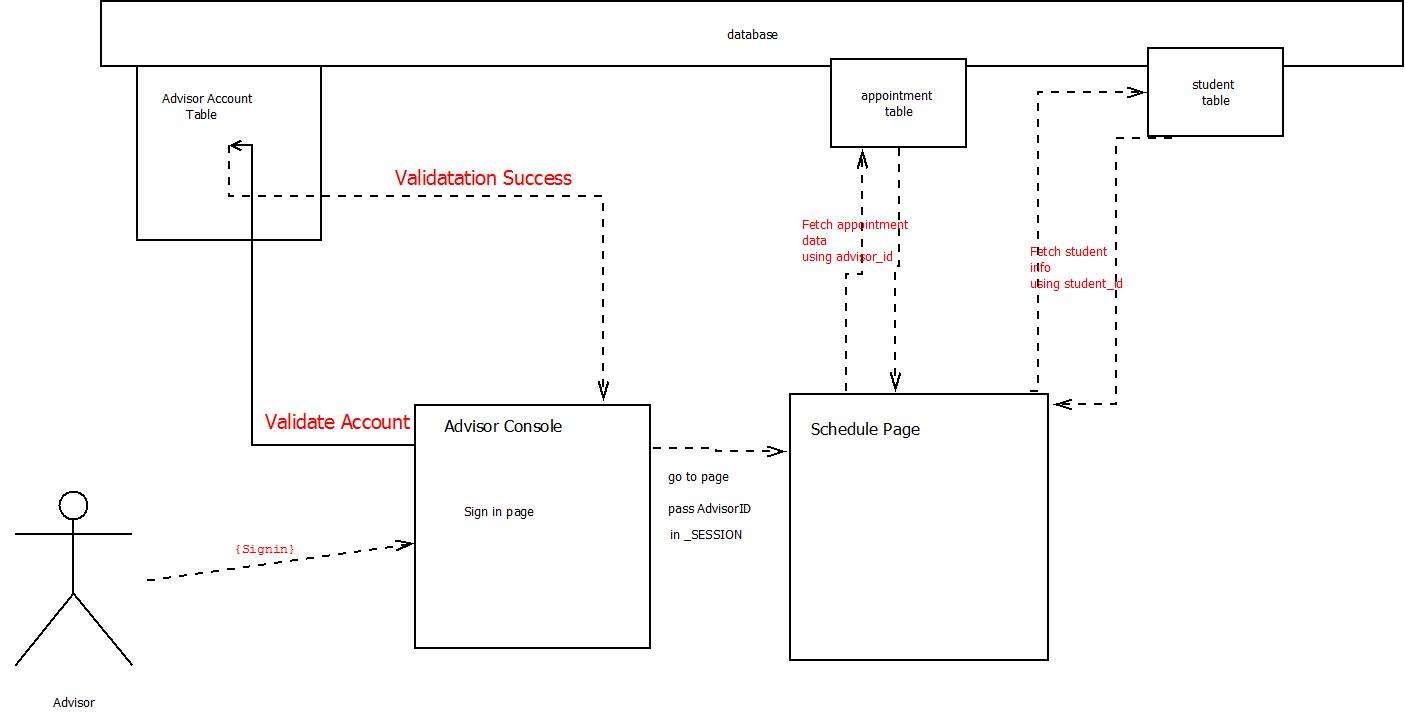 database
Advisor Account
Table
appointment
table
student
table
Validatation Success
Fetch appointment
data
using advisor_id
Fetch student
info
using student_id
Validate Account
Advisor Console
Sign in page
Schedule Page
go to page
pass AdvisorID
in _SESSION
{Signin}
Advisor